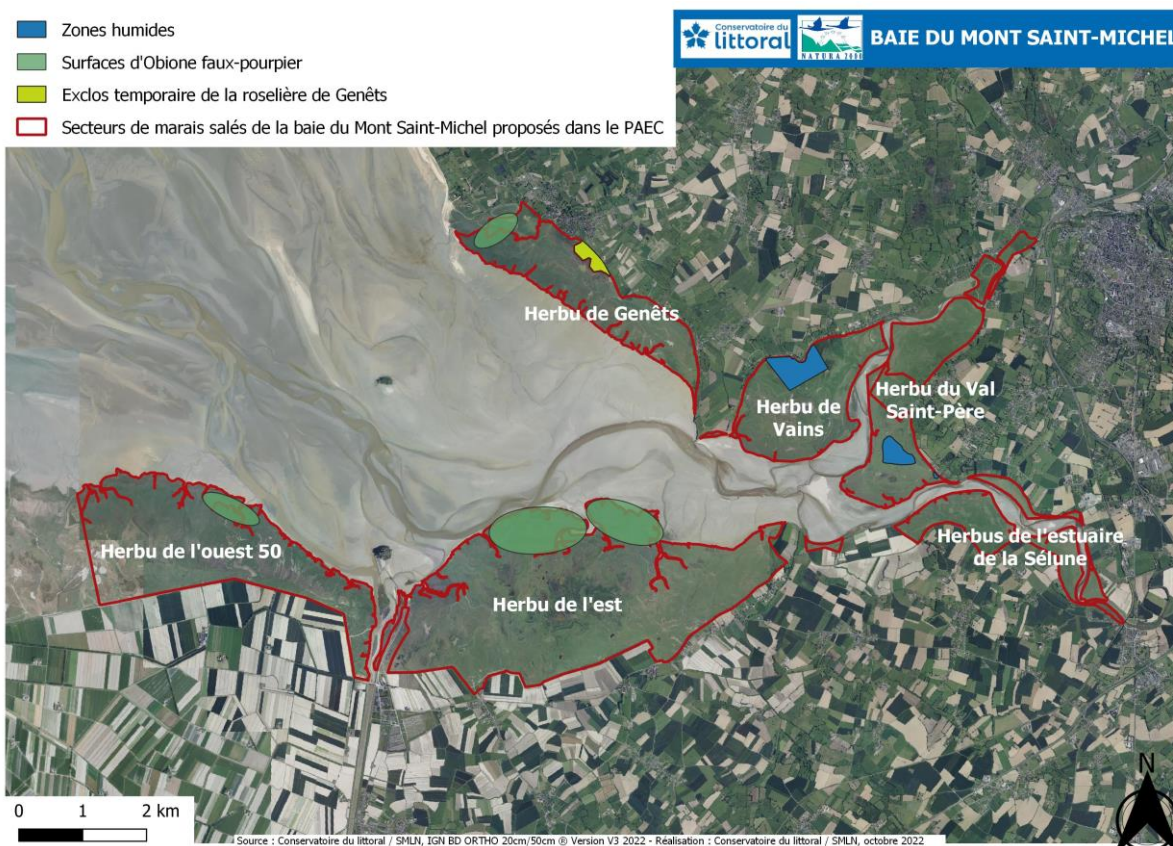 Zones humides
Surfaces d'Obione faux-pourpier
Exclos temporaire de la roselière de Genêts
Secteurs de marais salés de la baie du Mont Saint-Michel proposés dans le PAEC
Conservatoire du
littoral
NATURA 2000
BAIE DU MONT SAINT-MICHEL
Herbu de Genêts
Herbu de
Vains
Herbu du Val
Saint-Père
Herbu de l'ouest 50
Herbu de l'est
Herbus de l'estuaire
de la Sélune
0 1 2 km
N
Source : Conservatoire du littoral / SMLN, IGN BD ORTHO 20cm/50cm ® Version V3 2022 - Réalisation : Conservatoire du littoral / SMLN, octobre 2022